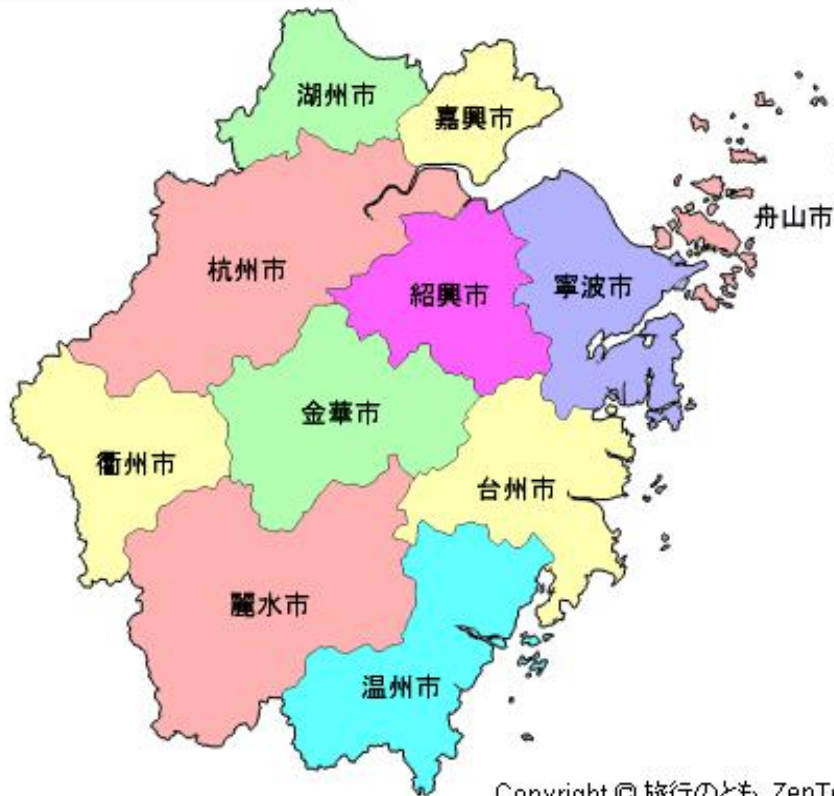 湖州市
嘉興市
舟山市
杭州市
紹興市
寧波市
金華市
衢州市
台州市
麗水市
温州市
Copyright © 旅行のとも、ZenT